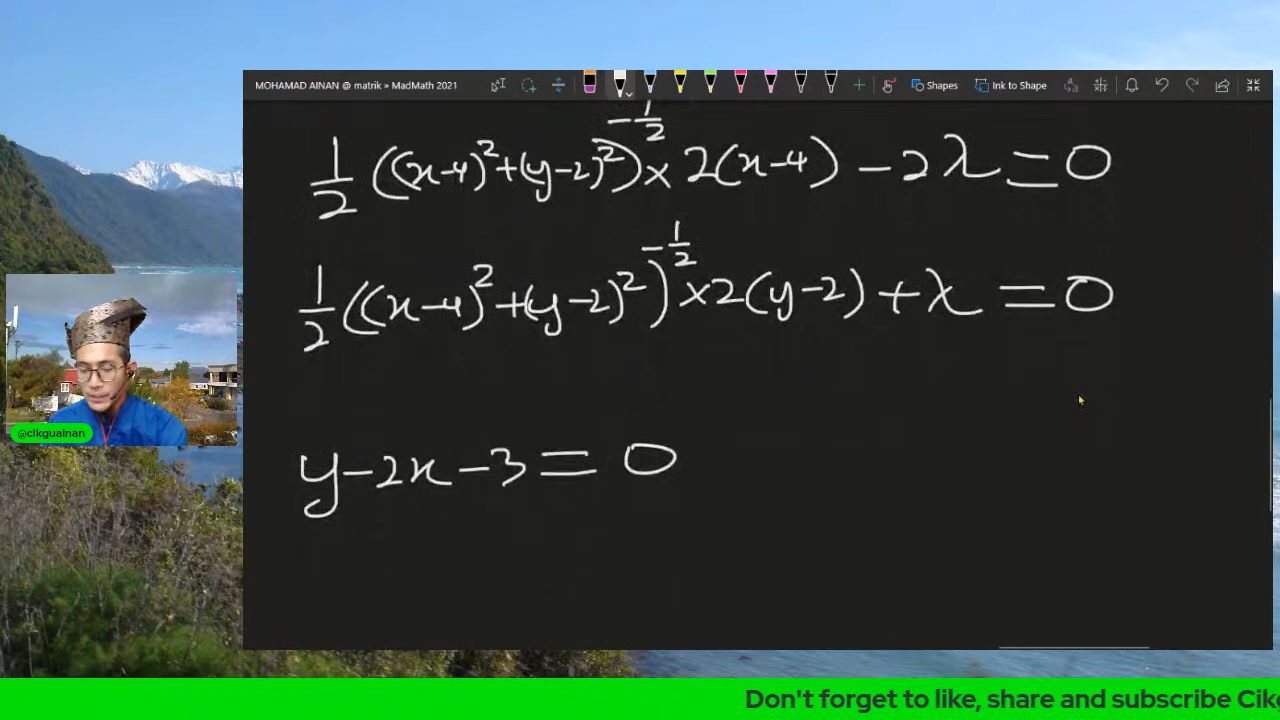 MOHAMAD AINAN @ matrik » MadMath 2021
Shapes
Ink to Shape
1/2 ((x-4)² + (y-2)²)^(-1/2) × 2(x-4) - 2λ = 0
1/2 ((x-4)² + (y-2)²)^(-1/2) × 2(y-2) + λ = 0
@cikguainan
y - 2x - 3 = 0
Don't forget to like, share and subscribe Cikg